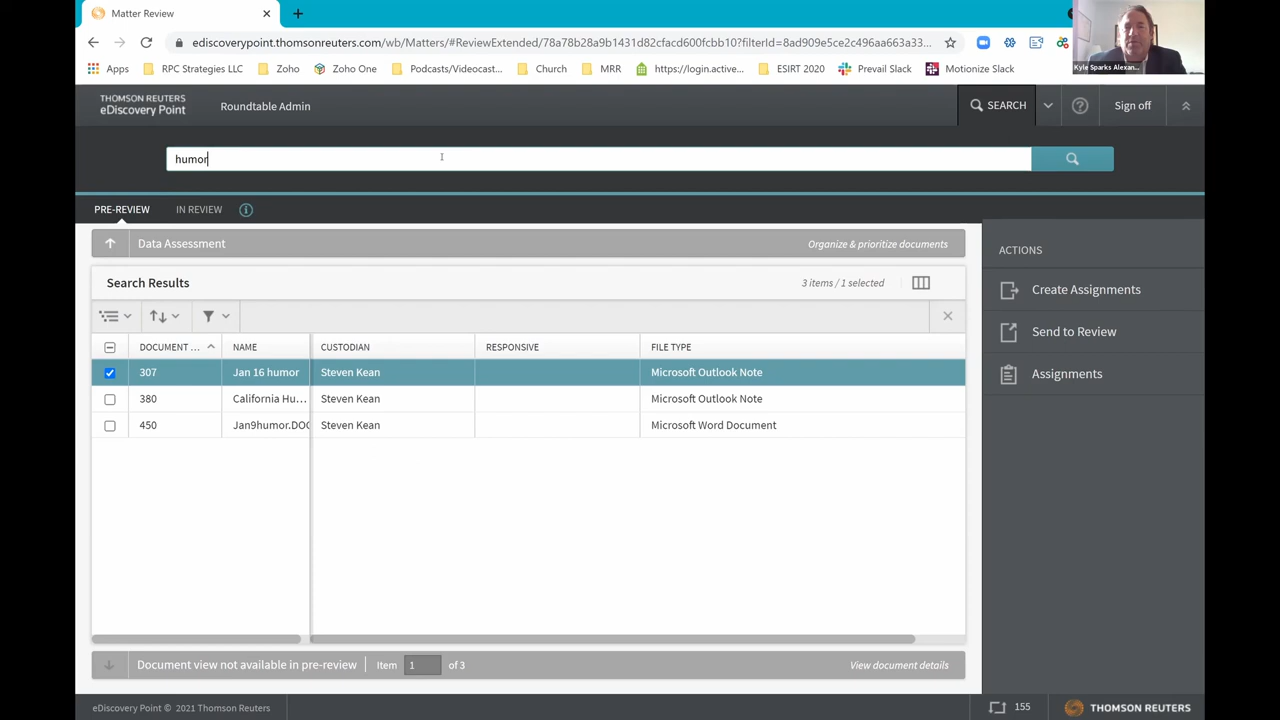 Matter Review
ediscoverypoint.thomsonreuters.com/wb/Matter/#ReviewExtended/78a78b28a9b1431d82cfacd600fcbb10?filterId=8ad909e5ce2c496aa663a33...
Apps RPC Strategies LLC Zoho Zoho One Podcasts/Videocast... Church MRR https://login.active... ESIRT 2020 Prevail Slack Motionize Slack
Kyle Sparks Alexan...
THOMSON REUTERS
eDiscovery Point
Roundtable Admin
SEARCH
Sign off
humor
PRE-REVIEW IN REVIEW
Data Assessment Organize & prioritize documents
Search Results 3 items / 1 selected
DOCUMENT ... NAME CUSTODIAN RESPONSIVE FILE TYPE
307 Jan 16 humor Steven Kean Microsoft Outlook Note
380 California Hu... Steven Kean Microsoft Outlook Note
450 Jan9humor.DOC Steven Kean Microsoft Word Document
Document view not available in pre-review Item 1 of 3 View document details
ACTIONS
Create Assignments
Send to Review
Assignments
eDiscovery Point © 2021 Thomson Reuters
155
THOMSON REUTERS